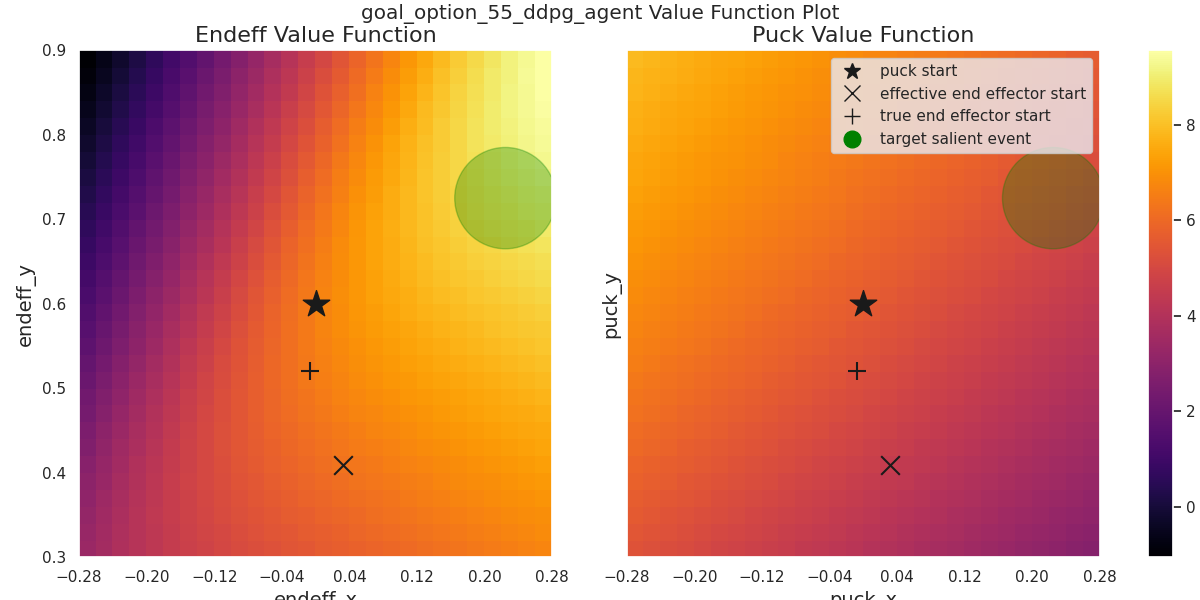 goal_option_55_ddpg_agent Value Function Plot
Endeff Value Function
Puck Value Function
puck start
effective end effector start
true end effector start
target salient event
0.9
0.8
0.7
0.6
0.5
0.4
0.3
endeff_y
−0.28 −0.20 −0.12 −0.04 0.04 0.12 0.20 0.28
endeff_x
puck_y
−0.28 −0.20 −0.12 −0.04 0.04 0.12 0.20 0.28
puck_x
8
6
4
2
0